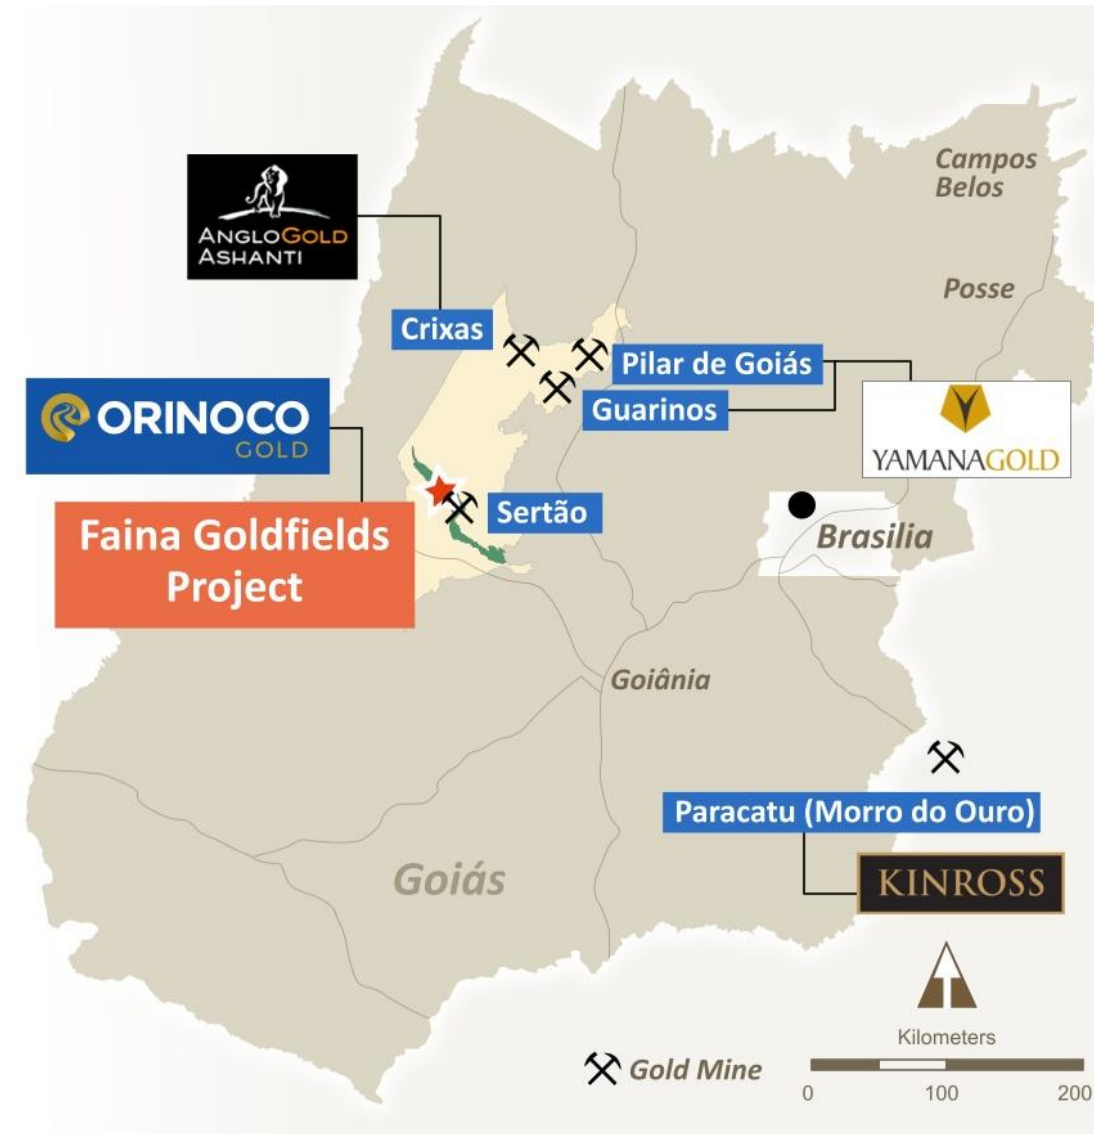 Campos
Belos
ANGLOGOLD
ASHANTI
Posse
Crixas
Pilar de Goiás
Guarinos
ORINOCO
GOLD
YAMANAGOLD
Sertão
Faina Goldfields
Project
Brasilia
Goiânia
Paracatu (Morro do Ouro)
Goiás
KINROSS
Kilometers
Gold Mine
0 100 200